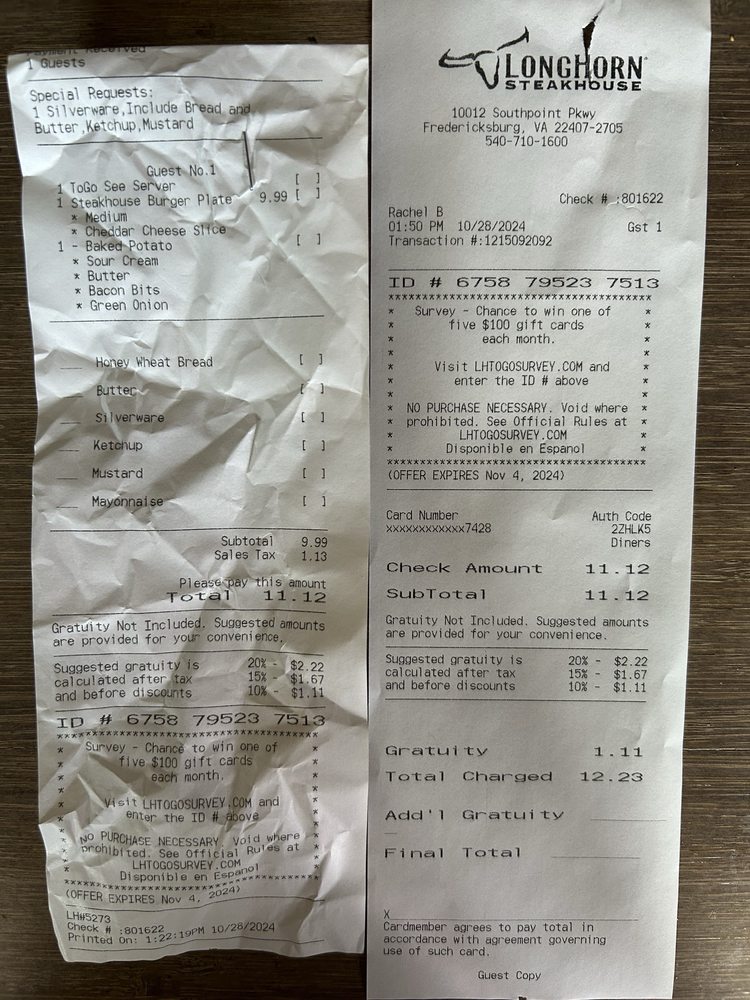 Payment Received
1 Guests
Special Requests:
1 Silverware,Include Bread and
Butter,Ketchup,Mustard
Guest No.1
1 ToGo See Server [ ]
1 Steakhouse Burger Plate 9.99 [ ]
* Medium
* Cheddar Cheese Slice
1 - Baked Potato [ ]
* Sour Cream
* Butter
* Bacon Bits
* Green Onion
___ Honey Wheat Bread [ ]
___ Butter [ ]
___ Silverware [ ]
___ Ketchup [ ]
___ Mustard [ ]
___ Mayonnaise [ ]
Subtotal 9.99
Sales Tax 1.13
Please pay this amount
Total 11.12
Gratuity Not Included. Suggested amounts
are provided for your convenience.
Suggested gratuity is 20% - $2.22
calculated after tax 15% - $1.67
and before discounts 10% - $1.11
ID # 6758 79523 7513
***************************************
* Survey - Chance to win one of *
* five $100 gift cards *
* each month. *
* *
* Visit LHTOGOSURVEY.COM and *
* enter the ID # above *
* *
* NO PURCHASE NECESSARY. Void where *
* prohibited. See Official Rules at *
* LHTOGOSURVEY.COM *
* Disponible en Espanol *
***************************************
(OFFER EXPIRES Nov 4, 2024)
LH#5273
Check # :801622
Printed On: 1:22:19PM 10/28/2024
LONGHORN®
STEAKHOUSE
10012 Southpoint Pkwy
Fredericksburg, VA 22407-2705
540-710-1600
Check # :801622
Rachel B
01:50 PM 10/28/2024 Gst 1
Transaction #:1215092092
ID # 6758 79523 7513
***************************************
* Survey - Chance to win one of *
* five $100 gift cards *
* each month. *
* *
* Visit LHTOGOSURVEY.COM and *
* enter the ID # above *
* *
* NO PURCHASE NECESSARY. Void where *
* prohibited. See Official Rules at *
* LHTOGOSURVEY.COM *
* Disponible en Espanol *
***************************************
(OFFER EXPIRES Nov 4, 2024)
Card Number Auth Code
xxxxxxxxxxxx7428 2ZHLK5
Diners
Check Amount 11.12
SubTotal 11.12
Gratuity Not Included. Suggested amounts
are provided for your convenience.
Suggested gratuity is 20% - $2.22
calculated after tax 15% - $1.67
and before discounts 10% - $1.11
Gratuity 1.11
Total Charged 12.23
Add'l Gratuity
Final Total
X
Cardmember agrees to pay total in
accordance with agreement governing
use of such card.
Guest Copy